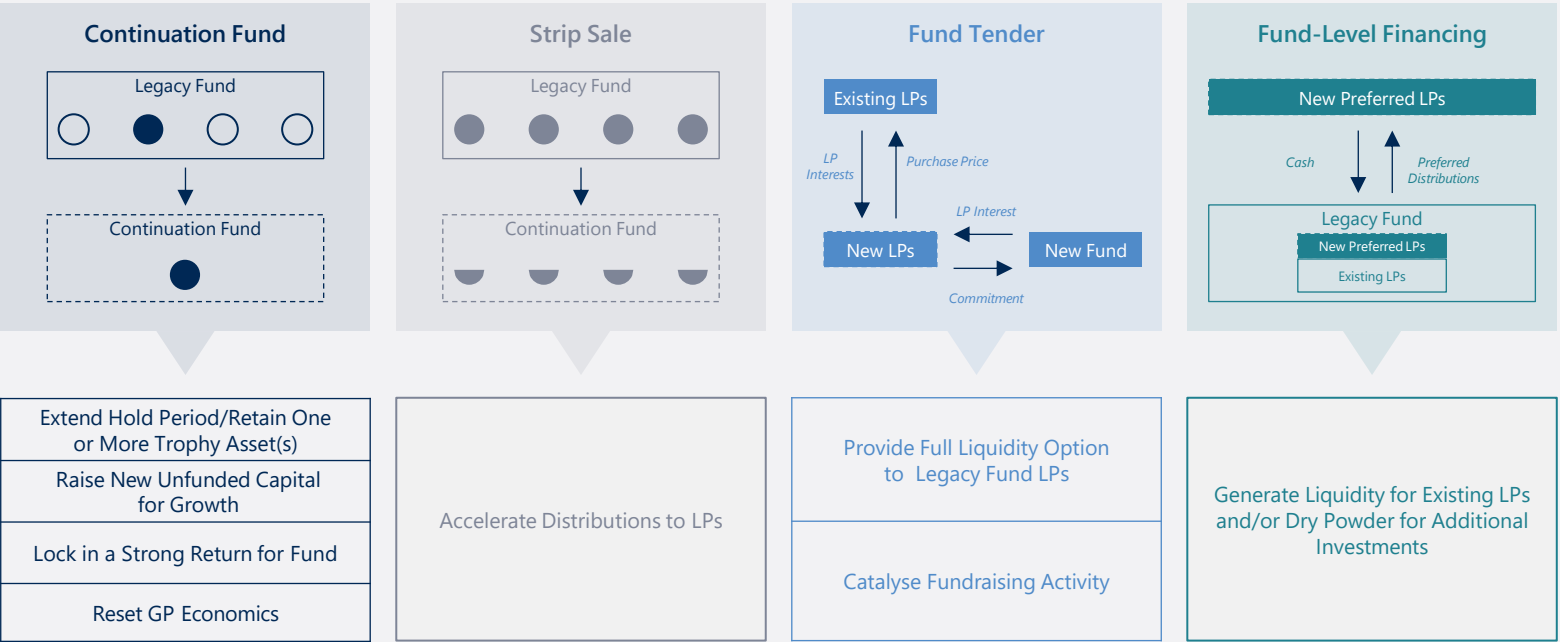 Continuation Fund
Legacy Fund
Continuation Fund
Extend Hold Period/Retain One
or More Trophy Asset(s)
Raise New Unfunded Capital
for Growth
Lock in a Strong Return for Fund
Reset GP Economics
Strip Sale
Legacy Fund
Continuation Fund
Accelerate Distributions to LPs
Fund Tender
Existing LPs
LP
Interests
Purchase Price
LP Interest
New LPs
New Fund
Commitment
Provide Full Liquidity Option
to Legacy Fund LPs
Catalyse Fundraising Activity
Fund-Level Financing
New Preferred LPs
Cash
Preferred
Distributions
Legacy Fund
New Preferred LPs
Existing LPs
Generate Liquidity for Existing LPs
and/or Dry Powder for Additional
Investments